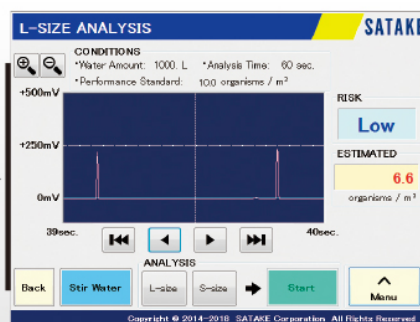 L-SIZE ANALYSIS
SATAKE
CONDITIONS
*Water Amount: 1000. L *Analysis Time: 60 sec.
*Performance Standard: 10.0 organisms / m³
+500mV
+250mV
0mV
39sec.
40sec.
RISK
Low
ESTIMATED
6.6
organisms / m³
ANALYSIS
Back
Stir Water
L-size
S-size
Start
Menu
Copyright © 2014-2018 SATAKE Corporation All Rights Reserved